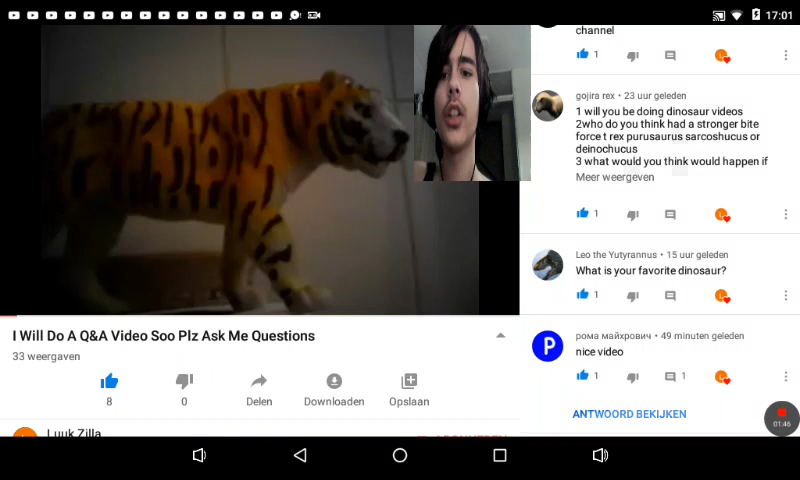 17:01
channel
1
gojira rex • 23 uur geleden
1 will you be doing dinosaur videos
2who do you think had a stronger bite
force t rex purusaurus sarcoshucus or
deinochucus
3 what would you think would happen if
Meer weergeven
1
Leo the Yutyrannus • 15 uur geleden
What is your favorite dinosaur?
1
рома майхрович • 49 minuten geleden
nice video
1
1
ANTWOORD BEKIJKEN
I Will Do A Q&A Video Soo Plz Ask Me Questions
33 weergaven
8
0
Delen
Downloaden
Opslaan
Luuk Zilla
01:46
P